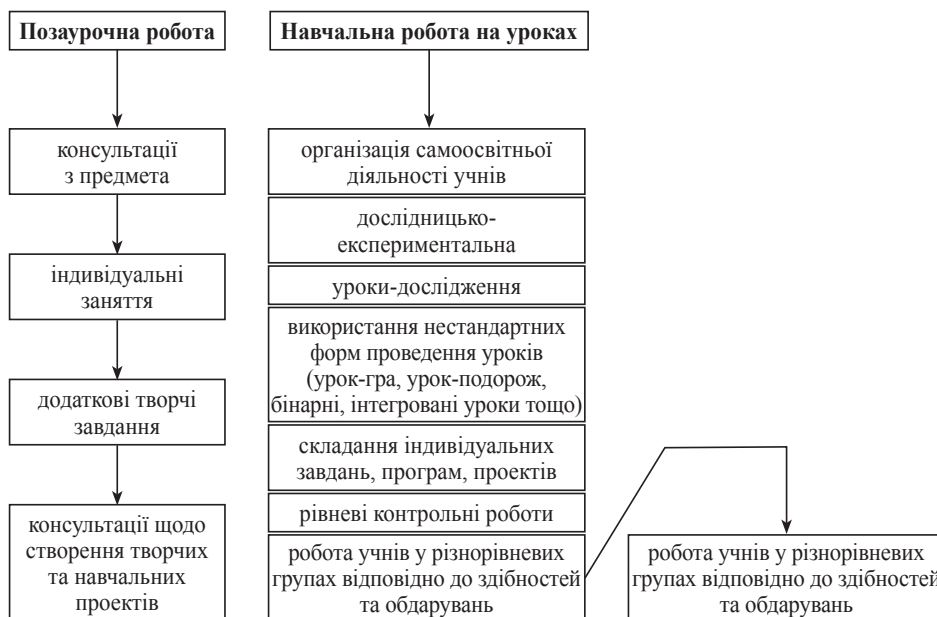 Позаурочна робота
консультації
з предмета
індивідуальні
заняття
додаткові творчі
завдання
консультації щодо
створення творчих
та навчальних
проектів
Навчальна робота на уроках
організація самоосвітньої
діяльності учнів
дослідницько-
експериментальна
уроки-дослідження
використання нестандартних
форм проведення уроків
(урок-гра, урок-подорож,
бінарні, інтегровані уроки тощо)
складання індивідуальних
завдань, програм, проектів
рівневі контрольні роботи
робота учнів у різнорівневих
групах відповідно до здібностей
та обдарувань
робота учнів у різнорівневих
групах відповідно до здібностей
та обдарувань